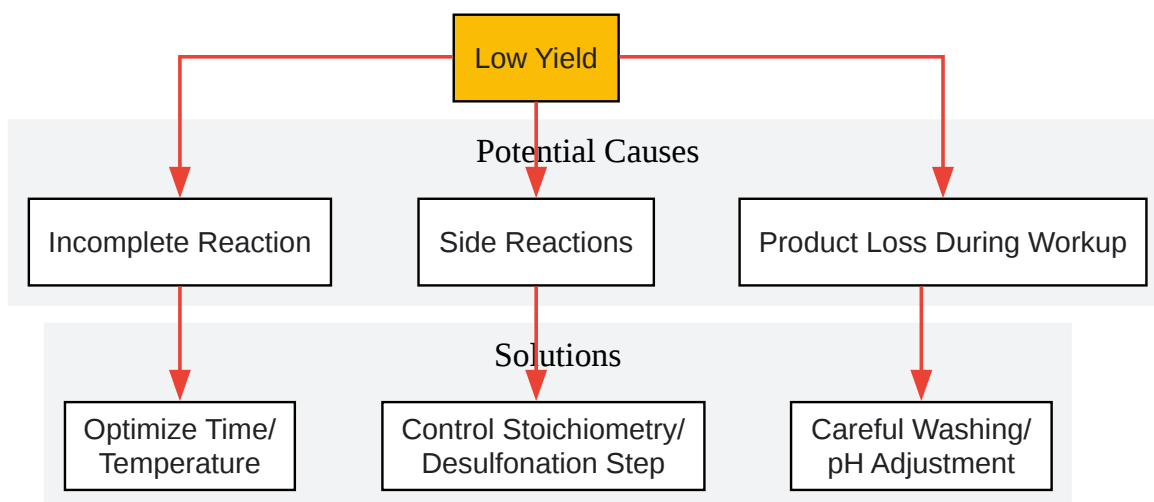 Low Yield
Potential Causes
Incomplete Reaction
Side Reactions
Product Loss During Workup
Solutions
Optimize Time/
Temperature
Control Stoichiometry/
Desulfonation Step
Careful Washing/
pH Adjustment